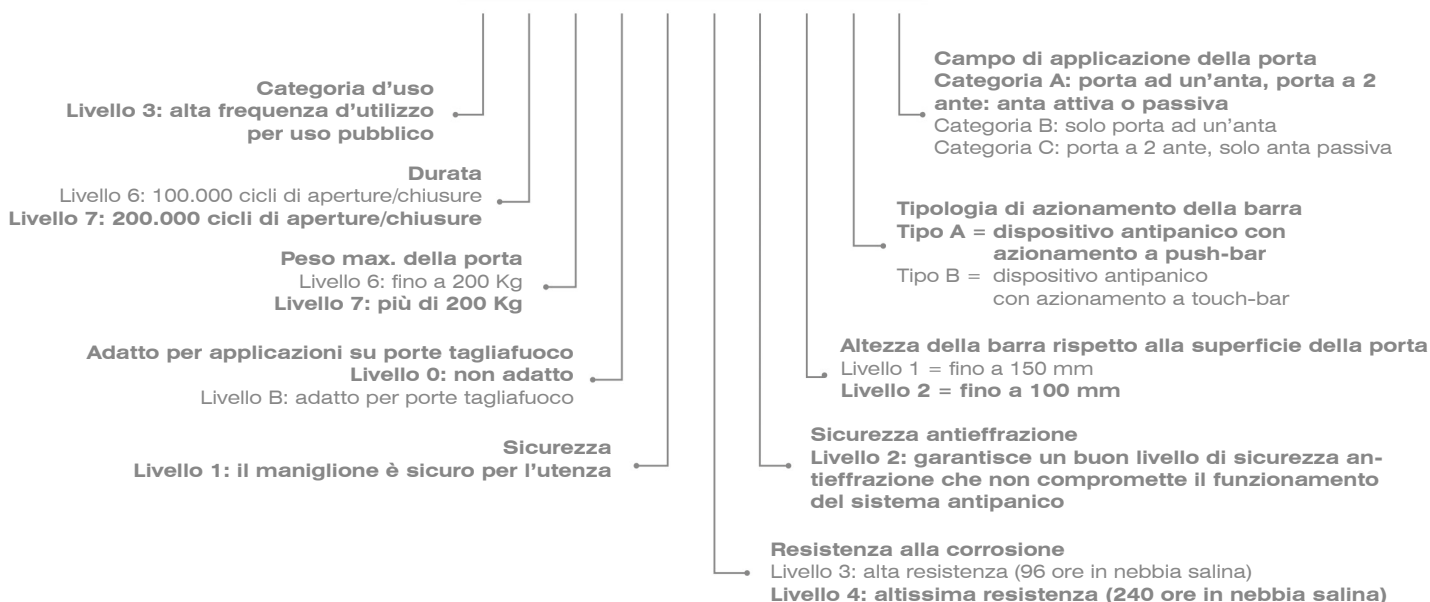 Categoria d'uso
Livello 3: alta frequenza d'utilizzo
per uso pubblico
Durata
Livello 6: 100.000 cicli di aperture/chiusure
Livello 7: 200.000 cicli di aperture/chiusure
Peso max. della porta
Livello 6: fino a 200 Kg
Livello 7: più di 200 Kg
Adatto per applicazioni su porte tagliafuoco
Livello 0: non adatto
Livello B: adatto per porte tagliafuoco
Sicurezza
Livello 1: il maniglione è sicuro per l'utenza
Campo di applicazione della porta
Categoria A: porta ad un'anta, porta a 2
ante: anta attiva o passiva
Categoria B: solo porta ad un'anta
Categoria C: porta a 2 ante, solo anta passiva
Tipologia di azionamento della barra
Tipo A = dispositivo antipanico con
azionamento a push-bar
Tipo B = dispositivo antipanico
con azionamento a touch-bar
Altezza della barra rispetto alla superficie della porta
Livello 1 = fino a 150 mm
Livello 2 = fino a 100 mm
Sicurezza antieffrazione
Livello 2: garantisce un buon livello di sicurezza an-
tieffrazione che non compromette il funzionamento
del sistema antipanico
Resistenza alla corrosione
Livello 3: alta resistenza (96 ore in nebbia salina)
Livello 4: altissima resistenza (240 ore in nebbia salina)